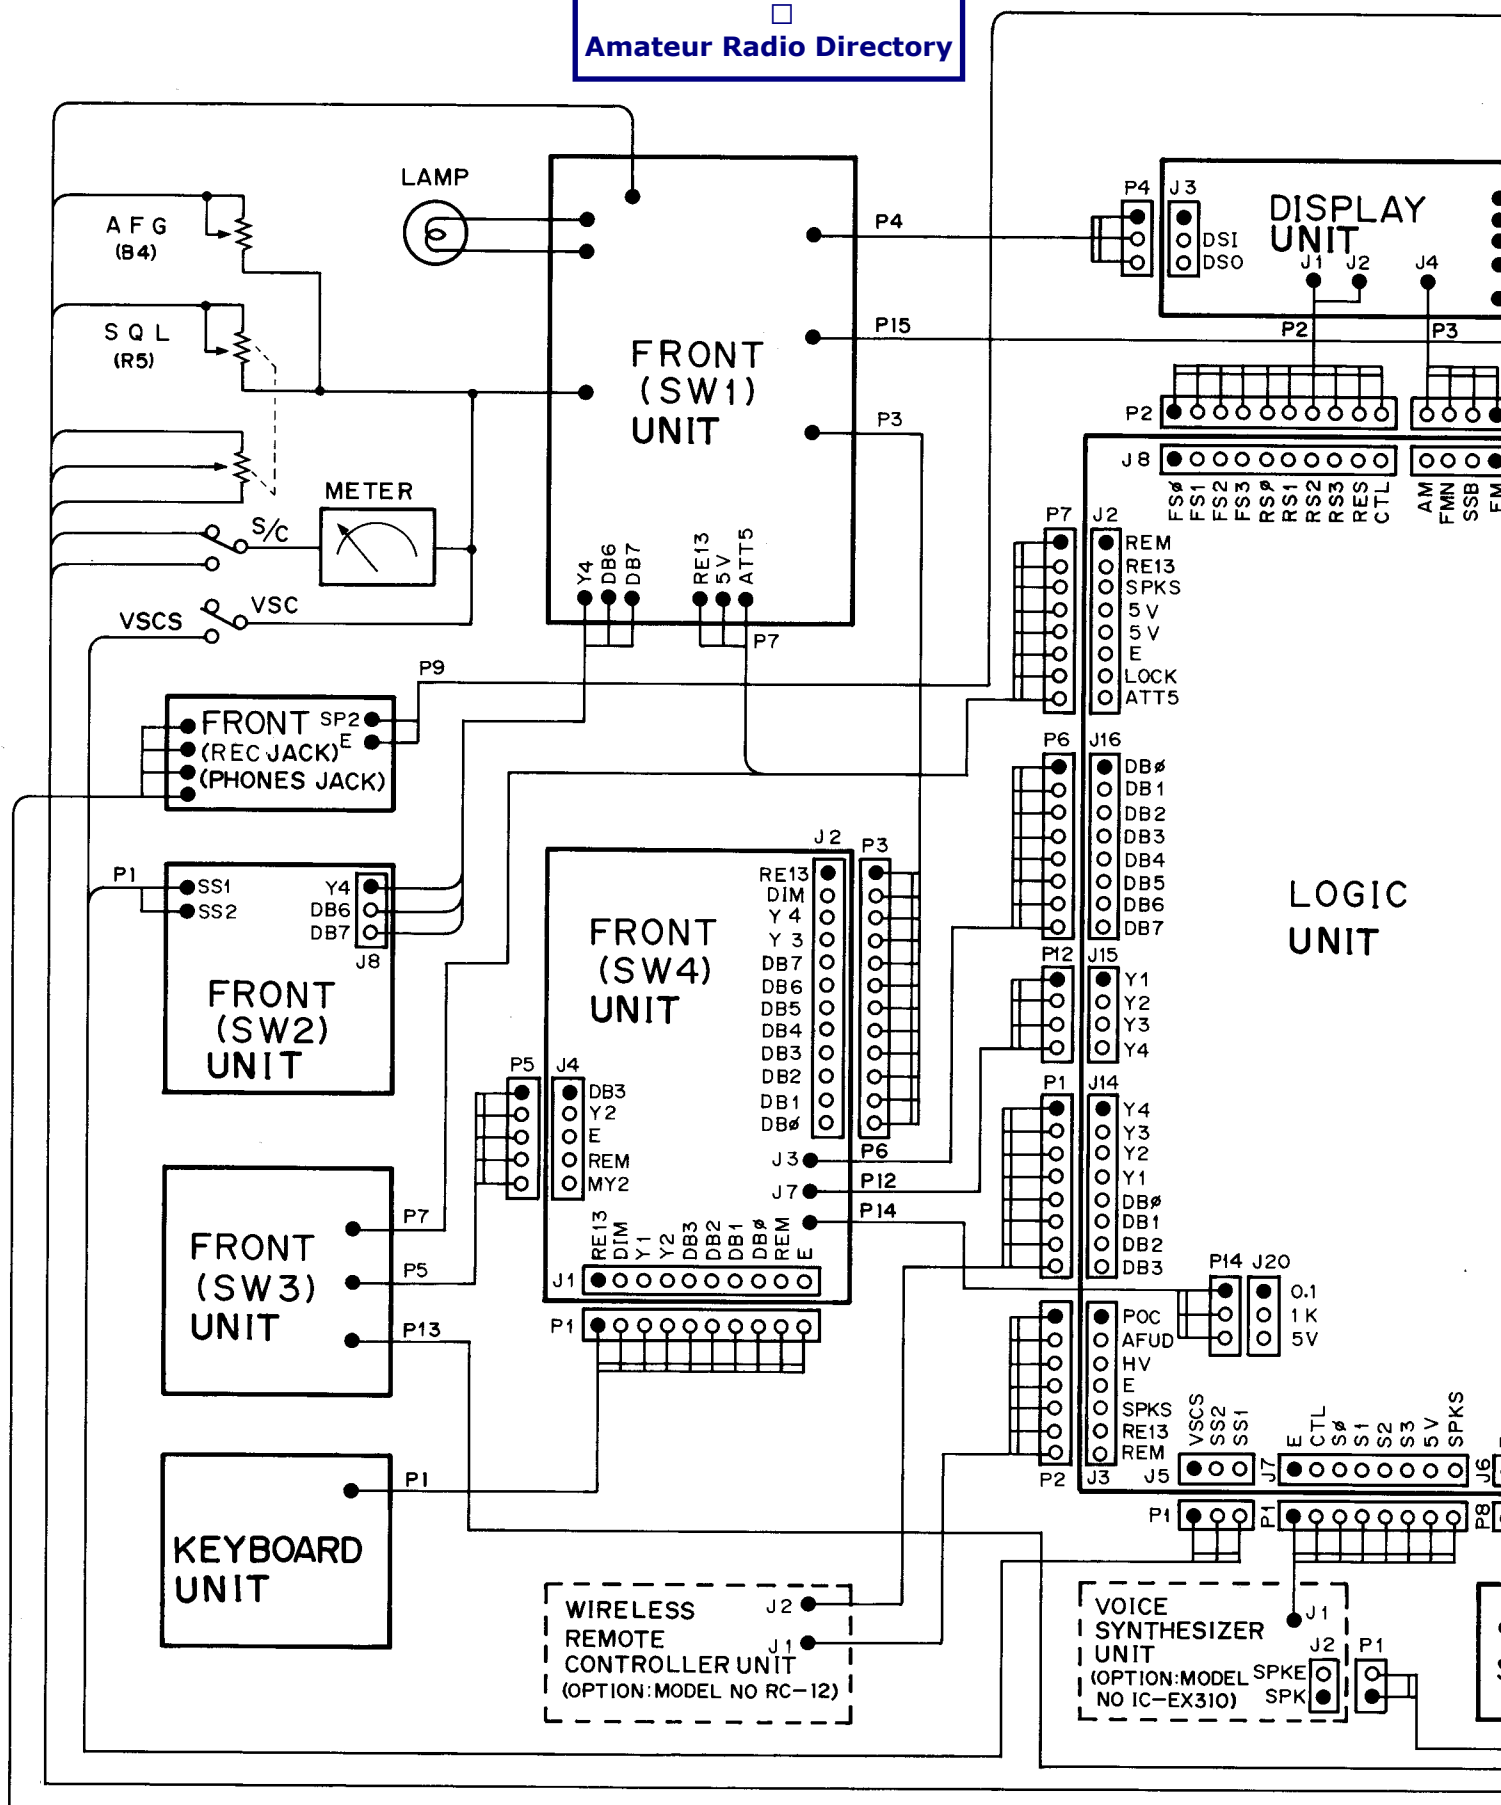 Amateur Radio Directory
LAMP
AFG
(B4)
SQL
(R5)
METER
S/C
VSC
VSCS
FRONT
(SW1)
UNIT
P4
P15
P3
Y4
DB6
DB7
RE13
5V
ATT5
P7
P9
P4
J3
DSI
DSO
DISPLAY
UNIT
J1
J2
J4
P2
P3
P2
J8
FSØ
FS1
FS2
FS3
RSØ
RS1
RS2
RS3
RES
CTL
AM
FMN
SSB
FM
P7
J2
REM
RE13
SPKS
5V
5V
E
LOCK
ATT5
FRONT
(REC JACK)
(PHONES JACK)
SP2
E
P6
J16
DBØ
DB1
DB2
DB3
DB4
DB5
DB6
DB7
LOGIC
UNIT
P1
SS1
SS2
Y4
DB6
DB7
J8
FRONT
(SW2)
UNIT
J2
P3
RE13
DIM
Y4
Y3
DB7
DB6
DB5
DB4
DB3
DB2
DB1
DBØ
FRONT
(SW4)
UNIT
P5
J4
DB3
Y2
E
REM
MY2
J3
P6
J7
P12
P14
RE13
DIM
Y1
Y2
DB3
DB2
DB1
DBØ
REM
E
J1
P1
P12
J15
Y1
Y2
Y3
Y4
P1
J14
Y4
Y3
Y2
Y1
DBØ
DB1
DB2
DB3
FRONT
(SW3)
UNIT
P7
P5
P13
P14
J20
0.1
1K
5V
POC
AFUD
HV
E
SPKS
RE13
REM
P2
J3
VSCS
SS2
SS1
J5
P1
E
CTL
SØ
S1
S2
S3
5V
SPKS
J7
P1
J6
P8
KEYBOARD
UNIT
P1
WIRELESS
REMOTE
CONTROLLER UNIT
(OPTION:MODEL NO RC-12)
J2
J1
VOICE
SYNTHESIZER
UNIT
(OPTION:MODEL
NO IC-EX310)
J1
J2
P1
SPKE
SPK